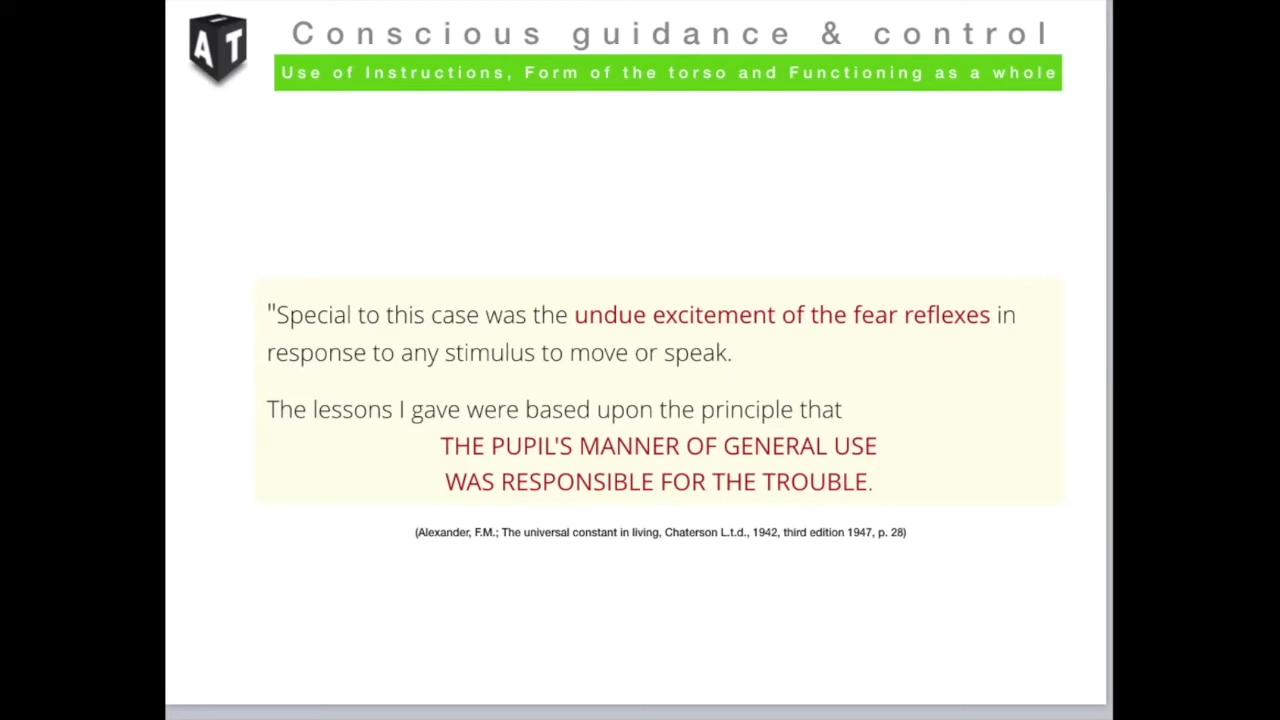 AT
Conscious guidance & control
Use of Instructions, Form of the torso and Functioning as a whole
"Special to this case was the undue excitement of the fear reflexes in
response to any stimulus to move or speak.
The lessons I gave were based upon the principle that
THE PUPIL'S MANNER OF GENERAL USE
WAS RESPONSIBLE FOR THE TROUBLE.
(Alexander, F.M.; The universal constant in living, Chaterson L.t.d., 1942, third edition 1947, p. 28)